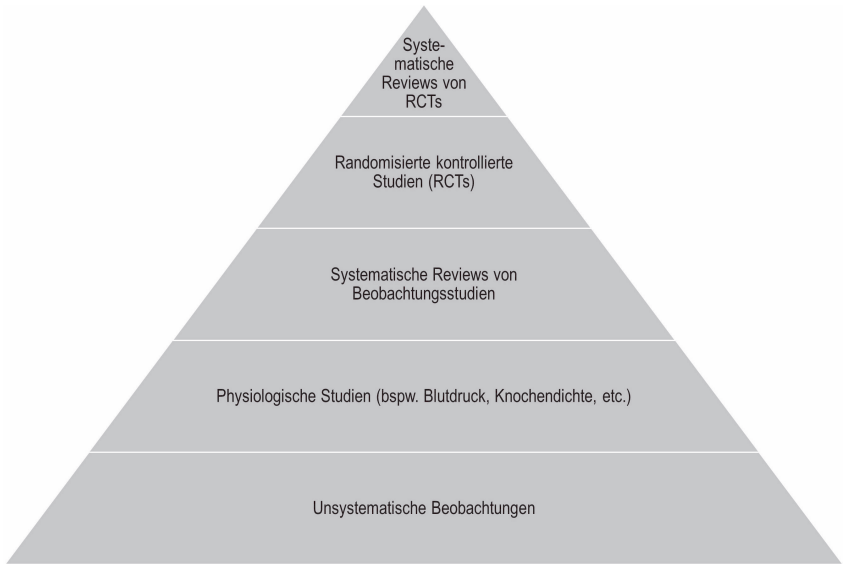 Syste-
matische
Reviews von
RCTs
Randomisierte kontrollierte
Studien (RCTs)
Systematische Reviews von
Beobachtungsstudien
Physiologische Studien (bspw. Blutdruck, Knochendichte, etc.)
Unsystematische Beobachtungen